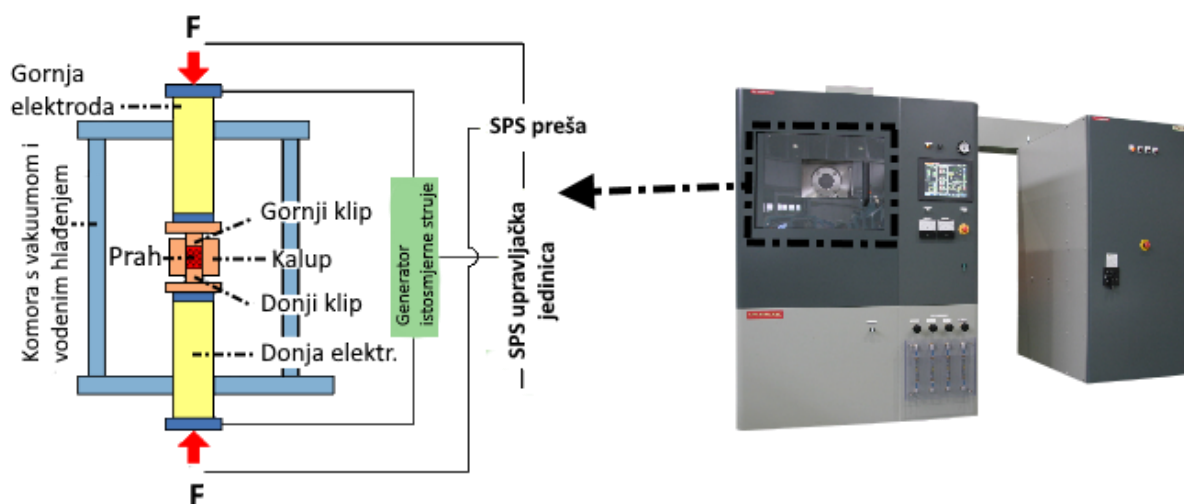 F
Gornja
elektroda
SPS preša
Komora s vakuumom i
vodenim hlađenjem
Gornji klip
Prah
Kalup
Donji klip
Generator
istosmjerne struje
SPS upravljačka
jedinica
Donja elektr.
F